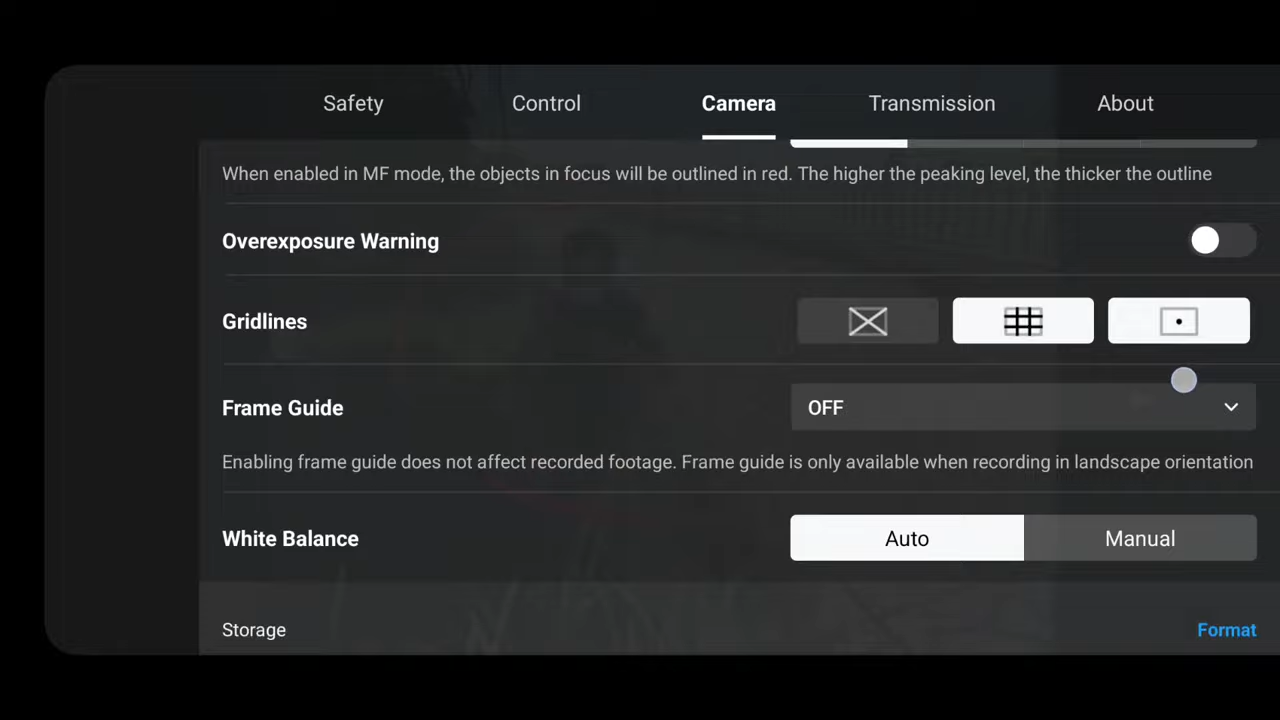 Safety Control Camera Transmission About
When enabled in MF mode, the objects in focus will be outlined in red. The higher the peaking level, the thicker the outline
Overexposure Warning
Gridlines
Frame Guide OFF
Enabling frame guide does not affect recorded footage. Frame guide is only available when recording in landscape orientation
White Balance Auto Manual
Storage Format